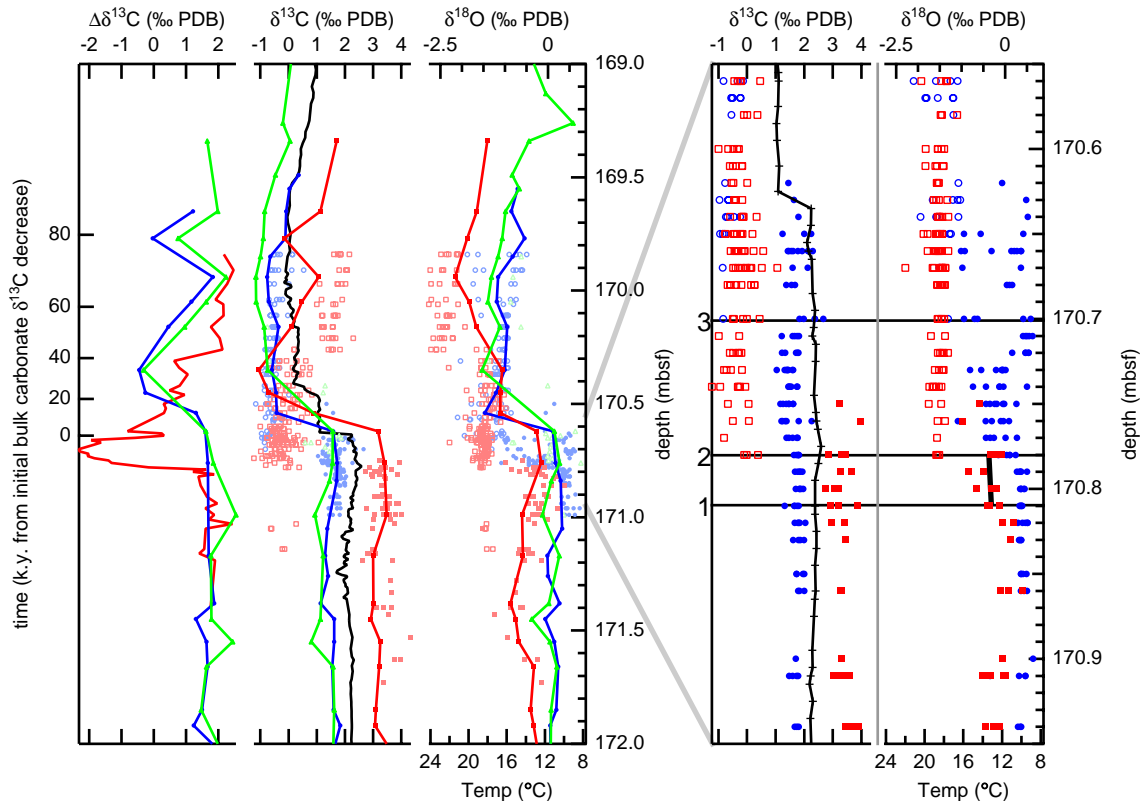 Δδ13C (‰ PDB)
δ13C (‰ PDB)
δ18O (‰ PDB)
δ13C (‰ PDB)
δ18O (‰ PDB)
-2 -1 0 1 2
-1 0 1 2 3 4
-2.5 0
-1 0 1 2 3 4
-2.5 0
time (k.y. from initial bulk carbonate δ13C decrease)
80
60
40
20
0
169.0
169.5
170.0
170.5
171.0
171.5
172.0
depth (mbsf)
24 20 16 12 8
Temp (°C)
3
2
1
170.6
170.7
170.8
170.9
depth (mbsf)
24 20 16 12 8
Temp (°C)